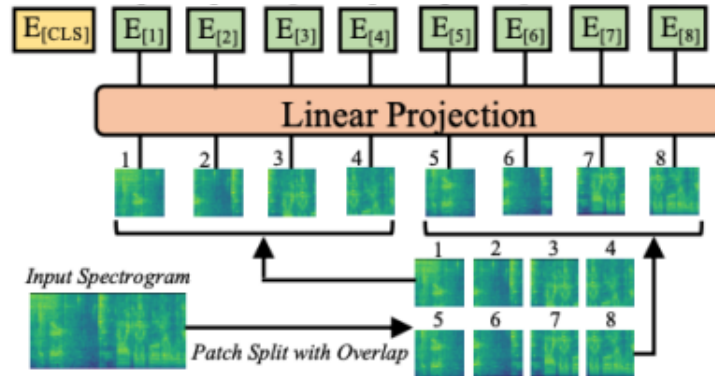 E[CLS] E[1] E[2] E[3] E[4] E[5] E[6] E[7] E[8]
Linear Projection
1 2 3 4 5 6 7 8
1 2 3 4
Input Spectrogram
5 6 7 8
Patch Split with Overlap